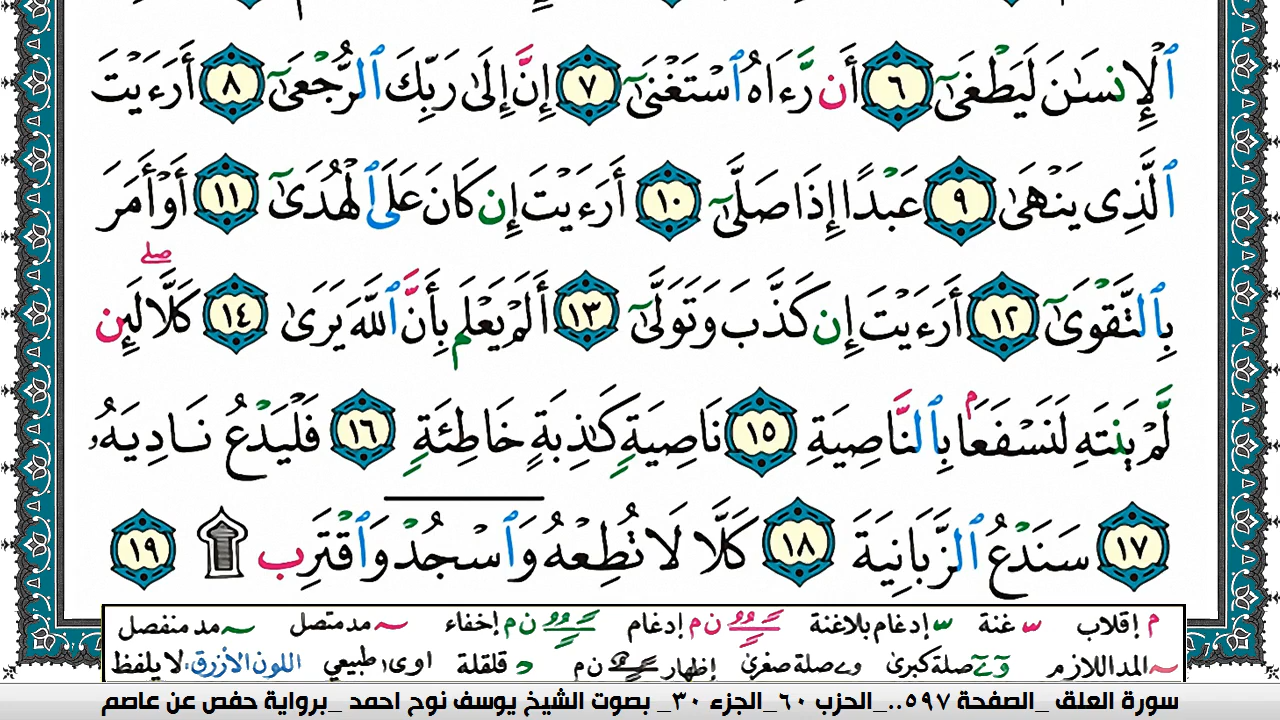 ٱلْإِنسَـٰنَ لَيَطْغَىٰٓ ٦ أَن رَّءَاهُ ٱسْتَغْنَىٰٓ ٧ إِنَّ إِلَىٰ رَبِّكَ ٱلرُّجْعَىٰٓ ٨ أَرَءَيْتَ
ٱلَّذِى يَنْهَىٰ ٩ عَبْدًا إِذَا صَلَّىٰٓ ١٠ أَرَءَيْتَ إِن كَانَ عَلَى ٱلْهُدَىٰٓ ١١ أَوْ أَمَرَ
بِٱلتَّقْوَىٰٓ ١٢ أَرَءَيْتَ إِن كَذَّبَ وَتَوَلَّىٰٓ ١٣ أَلَمْ يَعْلَم بِأَنَّ ٱللَّهَ يَرَىٰ ١٤ كَلَّا لَئِن
لَّمْ يَنتَهِ لَنَسْفَعًۢا بِٱلنَّاصِيَةِ ١٥ نَاصِيَةٍ كَـٰذِبَةٍ خَاطِئَةٍ ١٦ فَلْيَدْعُ نَادِيَهُۥ
١٧ سَنَدْعُ ٱلزَّبَانِيَةَ ١٨ كَلَّا لَا تُطِعْهُ وَٱسْجُدْ وَٱقْتَرِب ۩ ١٩
م إقلاب س غنة س إدغام بلاغنة ن م إدغام ن م إخفاء مد متصل مد منفصل
المد اللازم صلة كبرى صلة صغرى إظهار ن م د قلقلة اوى طبيعي اللون الأزرق: لا يلفظ
سورة العلق _الصفحة ٥٩٧.._الحزب ٦٠_الجزء ٣٠_ بصوت الشيخ يوسف نوح احمد _برواية حفص عن عاصم